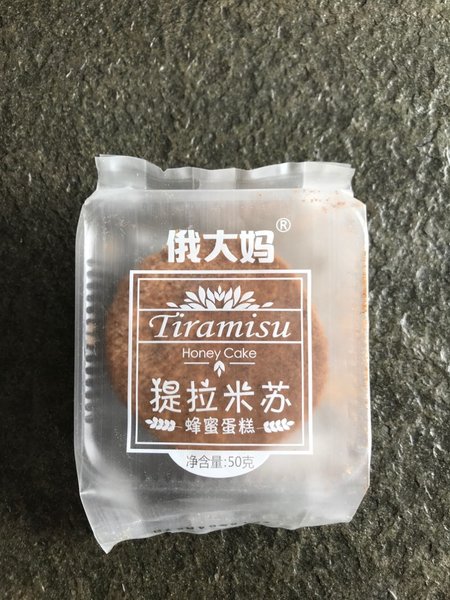 俄大妈®
Tiramisu
Honey Cake
提拉米苏
蜂蜜蛋糕
净含量:50克